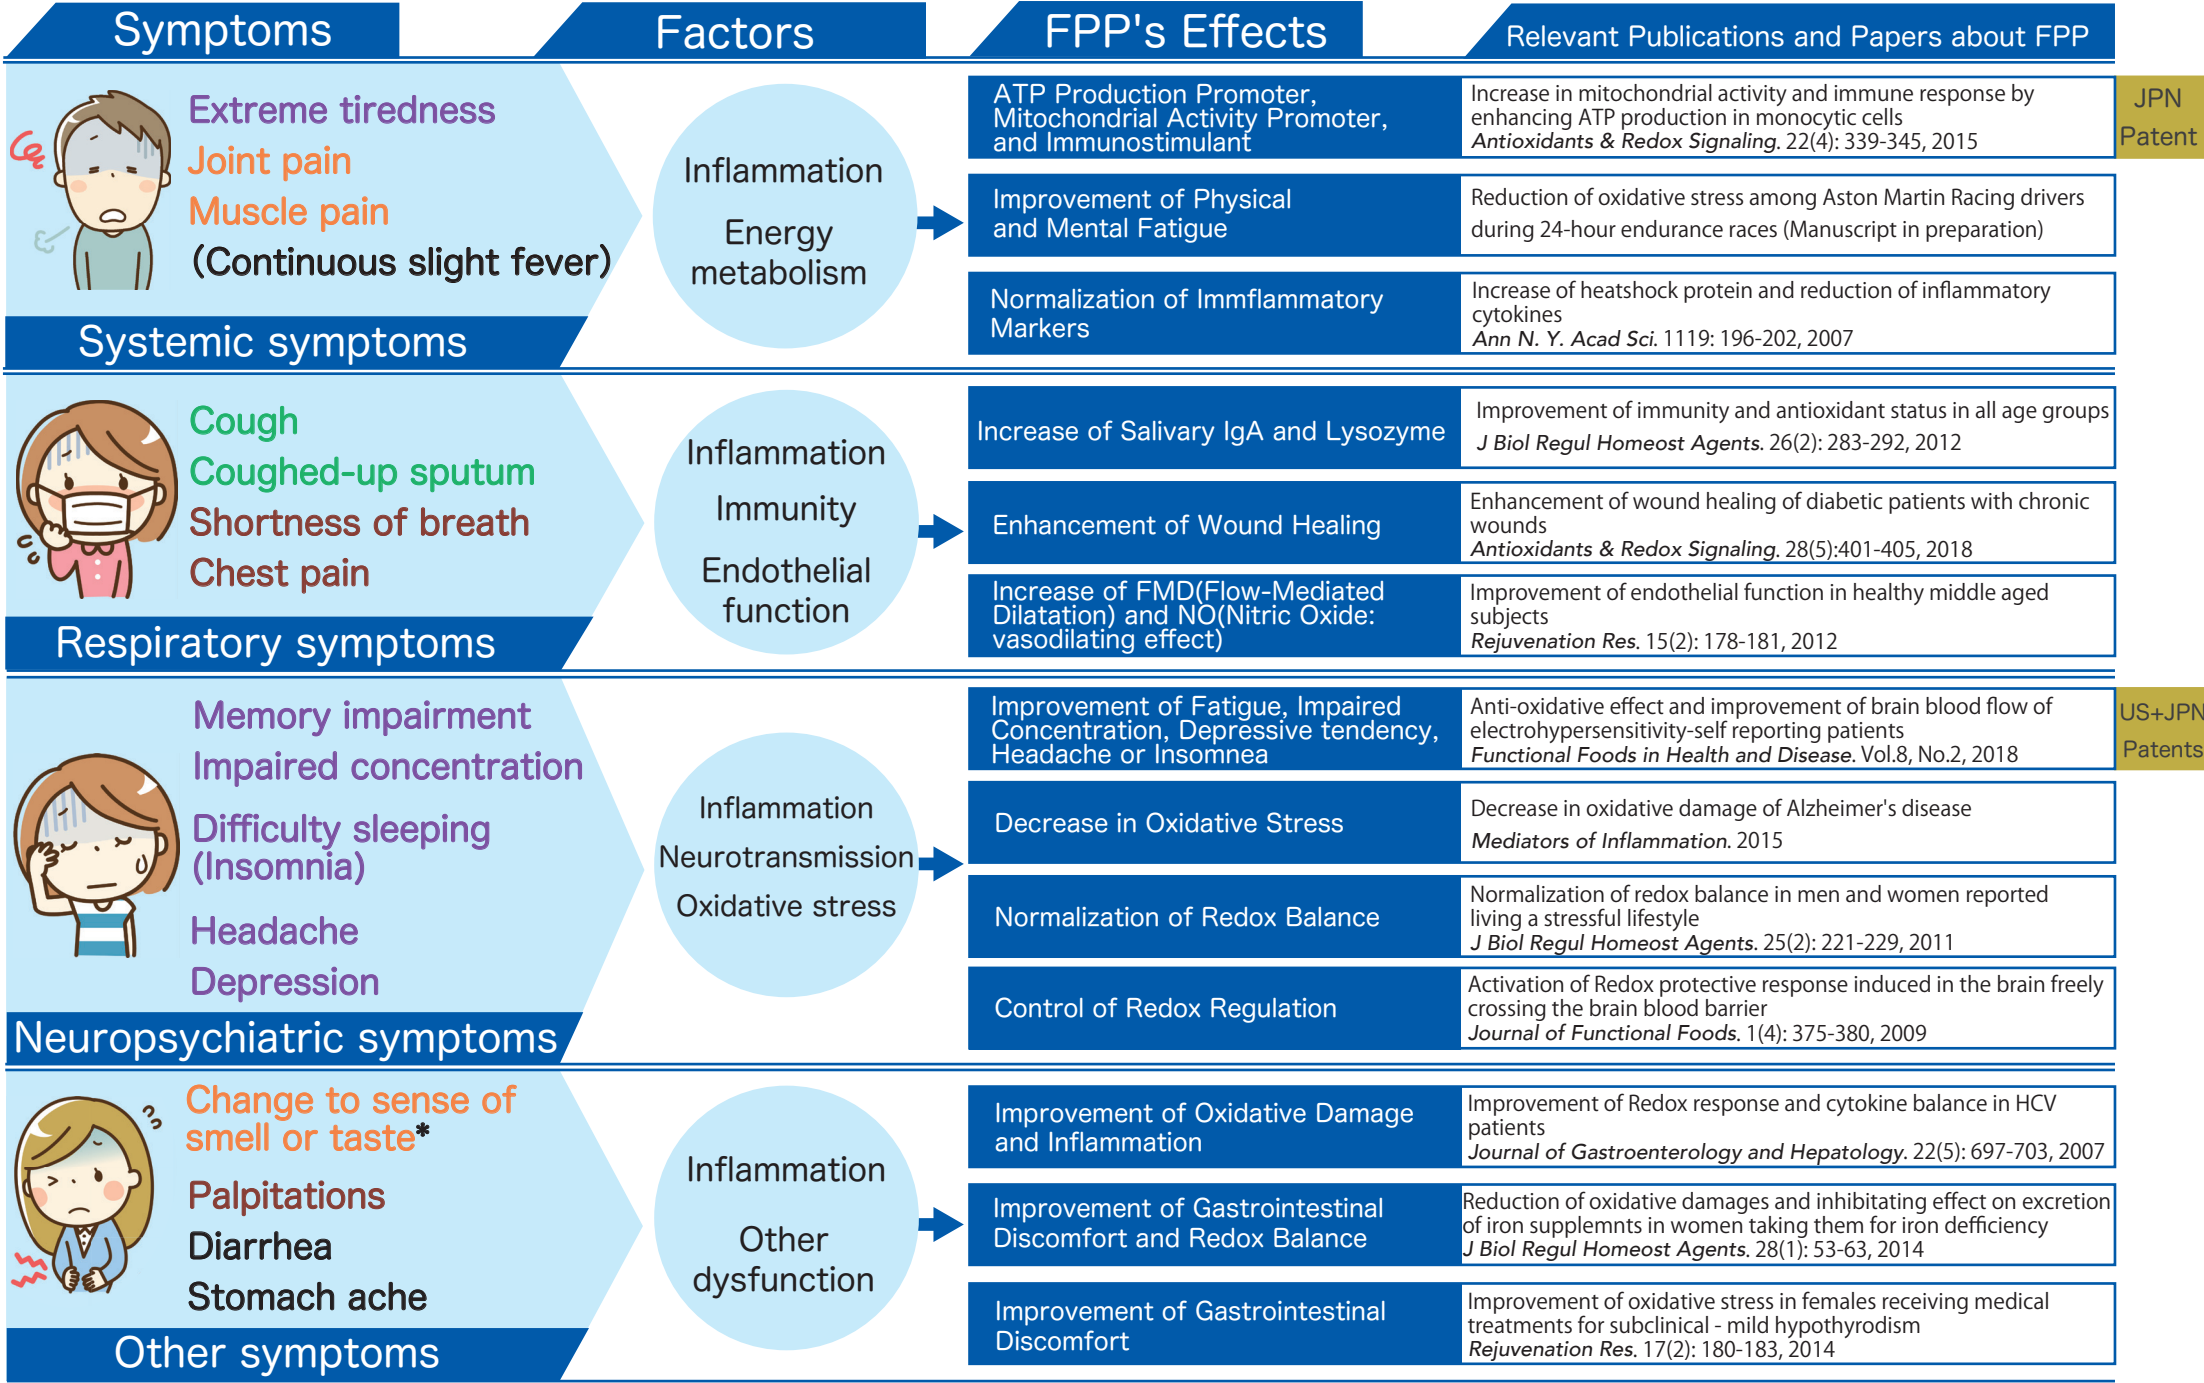 Symptoms
Factors
FPP's Effects
Relevant Publications and Papers about FPP
Extreme tiredness
Joint pain
Muscle pain
(Continuous slight fever)
Systemic symptoms
Inflammation
Energy
metabolism
ATP Production Promoter,
Mitochondrial Activity Promoter,
and Immunostimulant
Increase in mitochondrial activity and immune response by
enhancing ATP production in monocytic cells
Antioxidants & Redox Signaling. 22(4): 339-345, 2015
JPN
Patent
Improvement of Physical
and Mental Fatigue
Reduction of oxidative stress among Aston Martin Racing drivers
during 24-hour endurance races (Manuscript in preparation)
Normalization of Immflammatory
Markers
Increase of heatshock protein and reduction of inflammatory
cytokines
Ann N. Y. Acad Sci. 1119: 196-202, 2007
Cough
Coughed-up sputum
Shortness of breath
Chest pain
Respiratory symptoms
Inflammation
Immunity
Endothelial
function
Increase of Salivary IgA and Lysozyme
Improvement of immunity and antioxidant status in all age groups
J Biol Regul Homeost Agents. 26(2): 283-292, 2012
Enhancement of Wound Healing
Enhancement of wound healing of diabetic patients with chronic
wounds
Antioxidants & Redox Signaling. 28(5):401-405, 2018
Increase of FMD(Flow-Mediated
Dilatation) and NO(Nitric Oxide:
vasodilating effect)
Improvement of endothelial function in healthy middle aged
subjects
Rejuvenation Res. 15(2): 178-181, 2012
Memory impairment
Impaired concentration
Difficulty sleeping
(Insomnia)
Headache
Depression
Neuropsychiatric symptoms
Inflammation
Neurotransmission
Oxidative stress
Improvement of Fatigue, Impaired
Concentration, Depressive tendency,
Headache or Insomnea
Anti-oxidative effect and improvement of brain blood flow of
electrohypersensitivity-self reporting patients
Functional Foods in Health and Disease. Vol.8, No.2, 2018
US+JPN
Patents
Decrease in Oxidative Stress
Decrease in oxidative damage of Alzheimer's disease
Mediators of Inflammation. 2015
Normalization of Redox Balance
Normalization of redox balance in men and women reported
living a stressful lifestyle
J Biol Regul Homeost Agents. 25(2): 221-229, 2011
Control of Redox Regulation
Activation of Redox protective response induced in the brain freely
crossing the brain blood barrier
Journal of Functional Foods. 1(4): 375-380, 2009
Change to sense of
smell or taste*
Palpitations
Diarrhea
Stomach ache
Other symptoms
Inflammation
Other
dysfunction
Improvement of Oxidative Damage
and Inflammation
Improvement of Redox response and cytokine balance in HCV
patients
Journal of Gastroenterology and Hepatology. 22(5): 697-703, 2007
Improvement of Gastrointestinal
Discomfort and Redox Balance
Reduction of oxidative damages and inhibitating effect on excretion
of iron supplemnts in women taking them for iron defficiency
J Biol Regul Homeost Agents. 28(1): 53-63, 2014
Improvement of Gastrointestinal
Discomfort
Improvement of oxidative stress in females receiving medical
treatments for subclinical - mild hypothyrodism
Rejuvenation Res. 17(2): 180-183, 2014